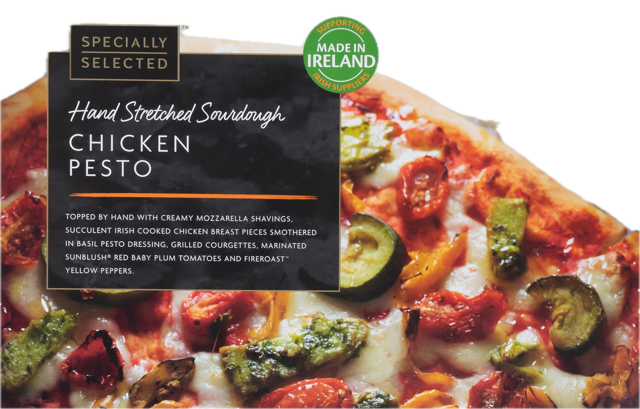 SPECIALLY
SELECTED
SUPPORTING
MADE IN
IRELAND
IRISH SUPPLIERS
Hand Stretched Sourdough
CHICKEN
PESTO
TOPPED BY HAND WITH CREAMY MOZZARELLA SHAVINGS,
SUCCULENT IRISH COOKED CHICKEN BREAST PIECES SMOTHERED
IN BASIL PESTO DRESSING, GRILLED COURGETTES, MARINATED
SUNBLUSH® RED BABY PLUM TOMATOES AND FIREROAST™
YELLOW PEPPERS.